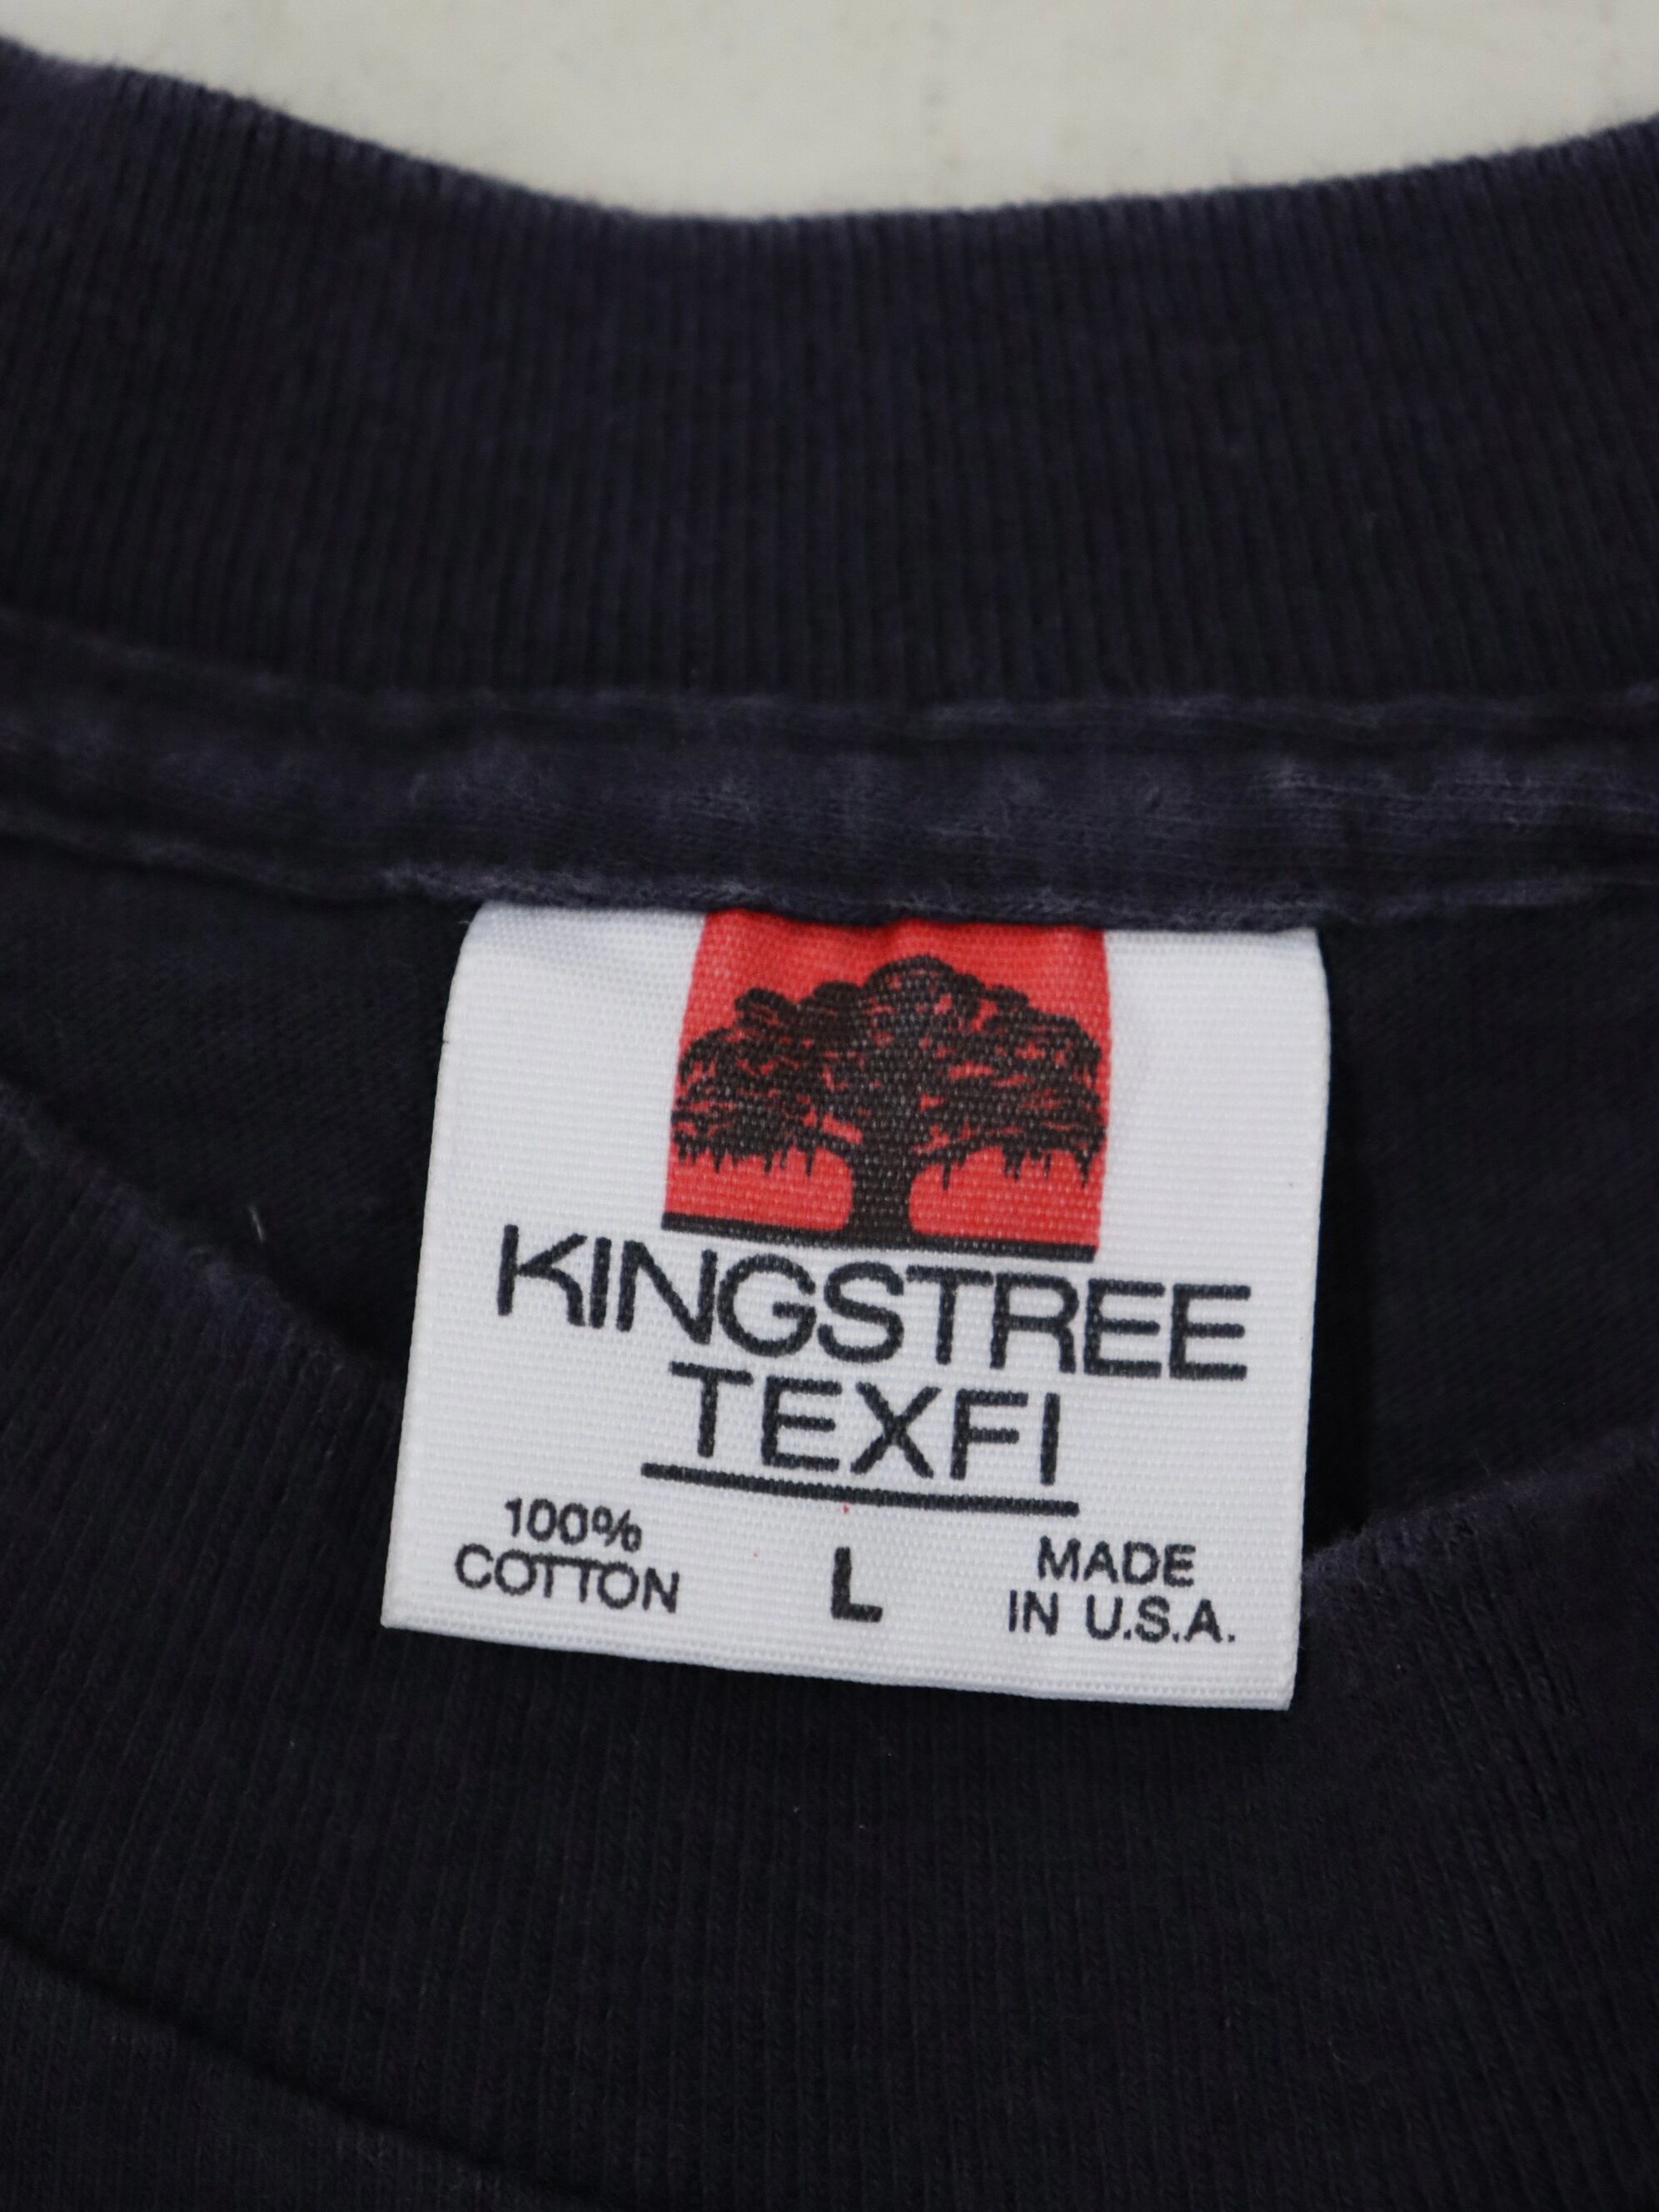 KINGSTREE
TEXFI
100%
COTTON
L
MADE
IN U.S.A.